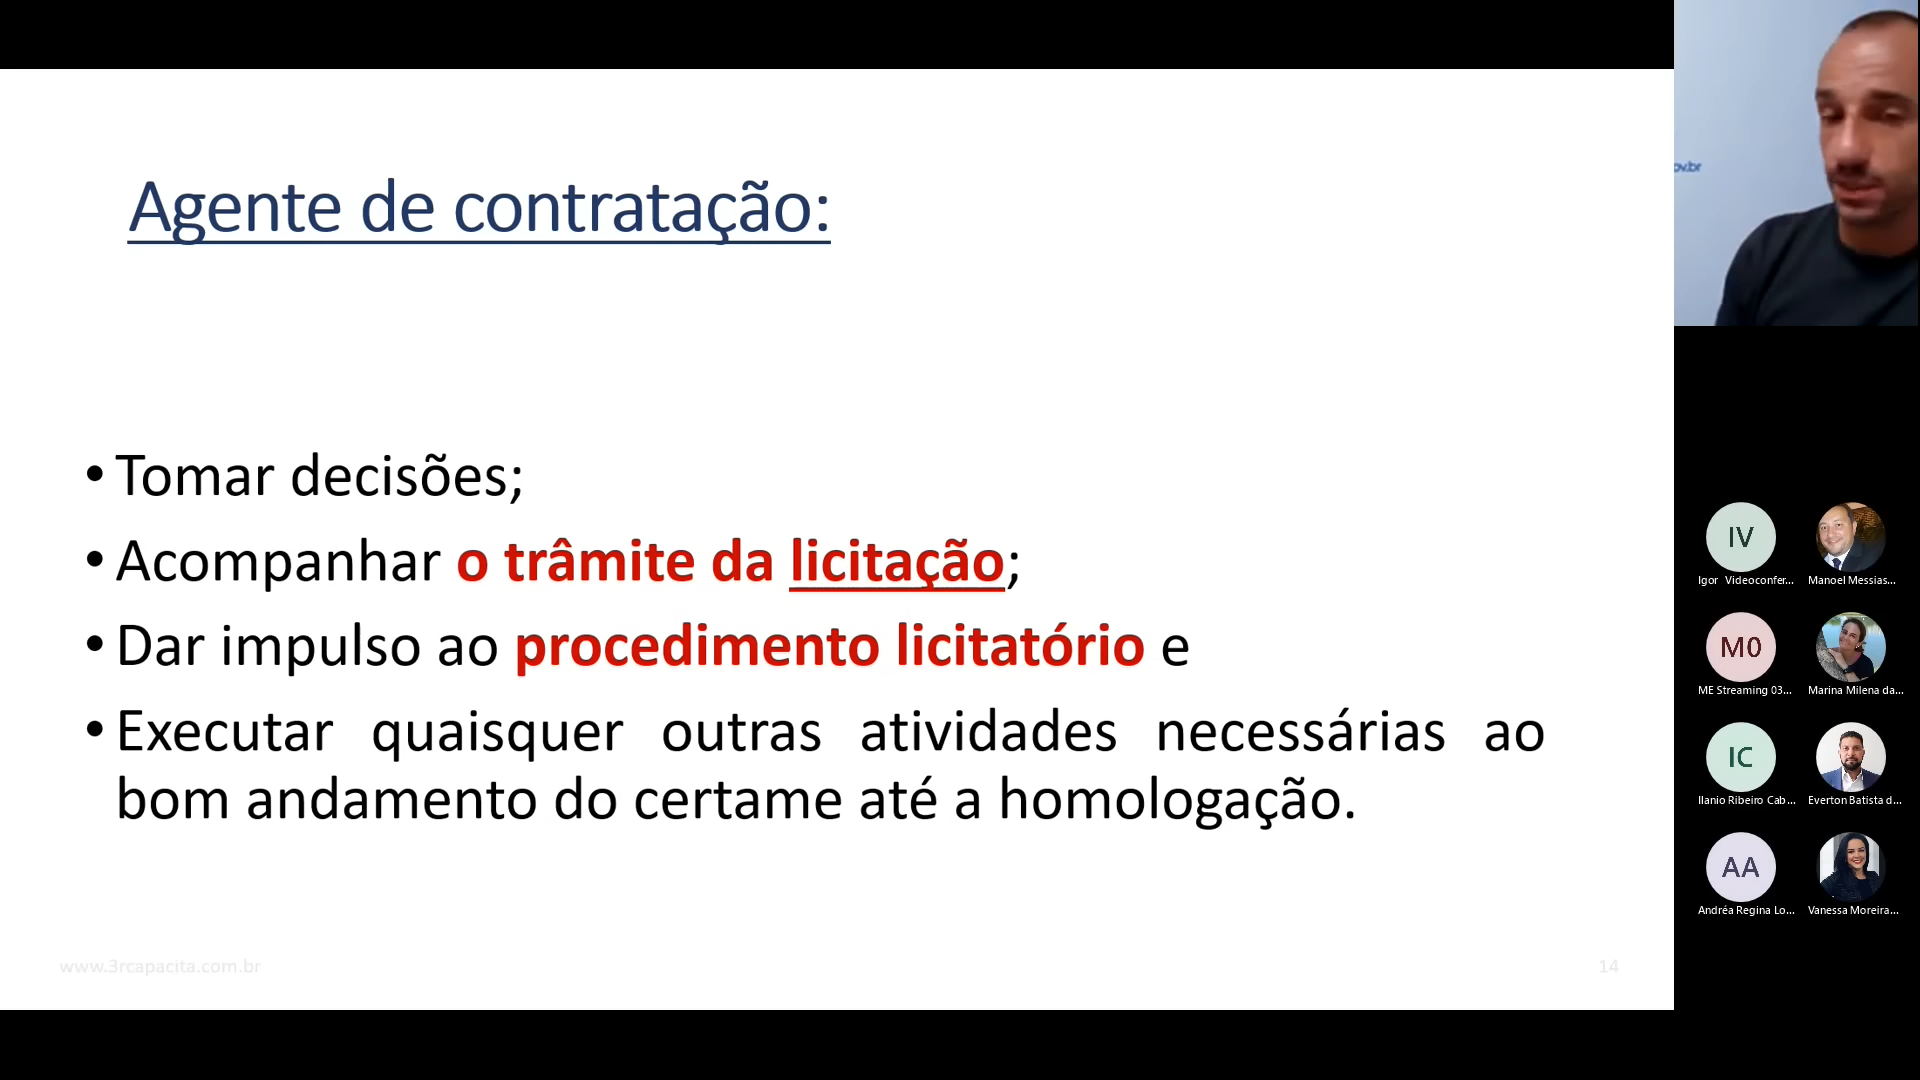 Agente de contratação:
• Tomar decisões;
• Acompanhar o trâmite da licitação;
• Dar impulso ao procedimento licitatório e
• Executar quaisquer outras atividades necessárias ao
bom andamento do certame até a homologação.
www.3rcapacita.com.br
14
ov.br
IV
Igor Videoconfer...
Manoel Messias...
M0
ME Streaming 03...
Marina Milena da...
IC
Ilanio Ribeiro Cab...
Everton Batista d...
AA
Andréa Regina Lo...
Vanessa Moreira...